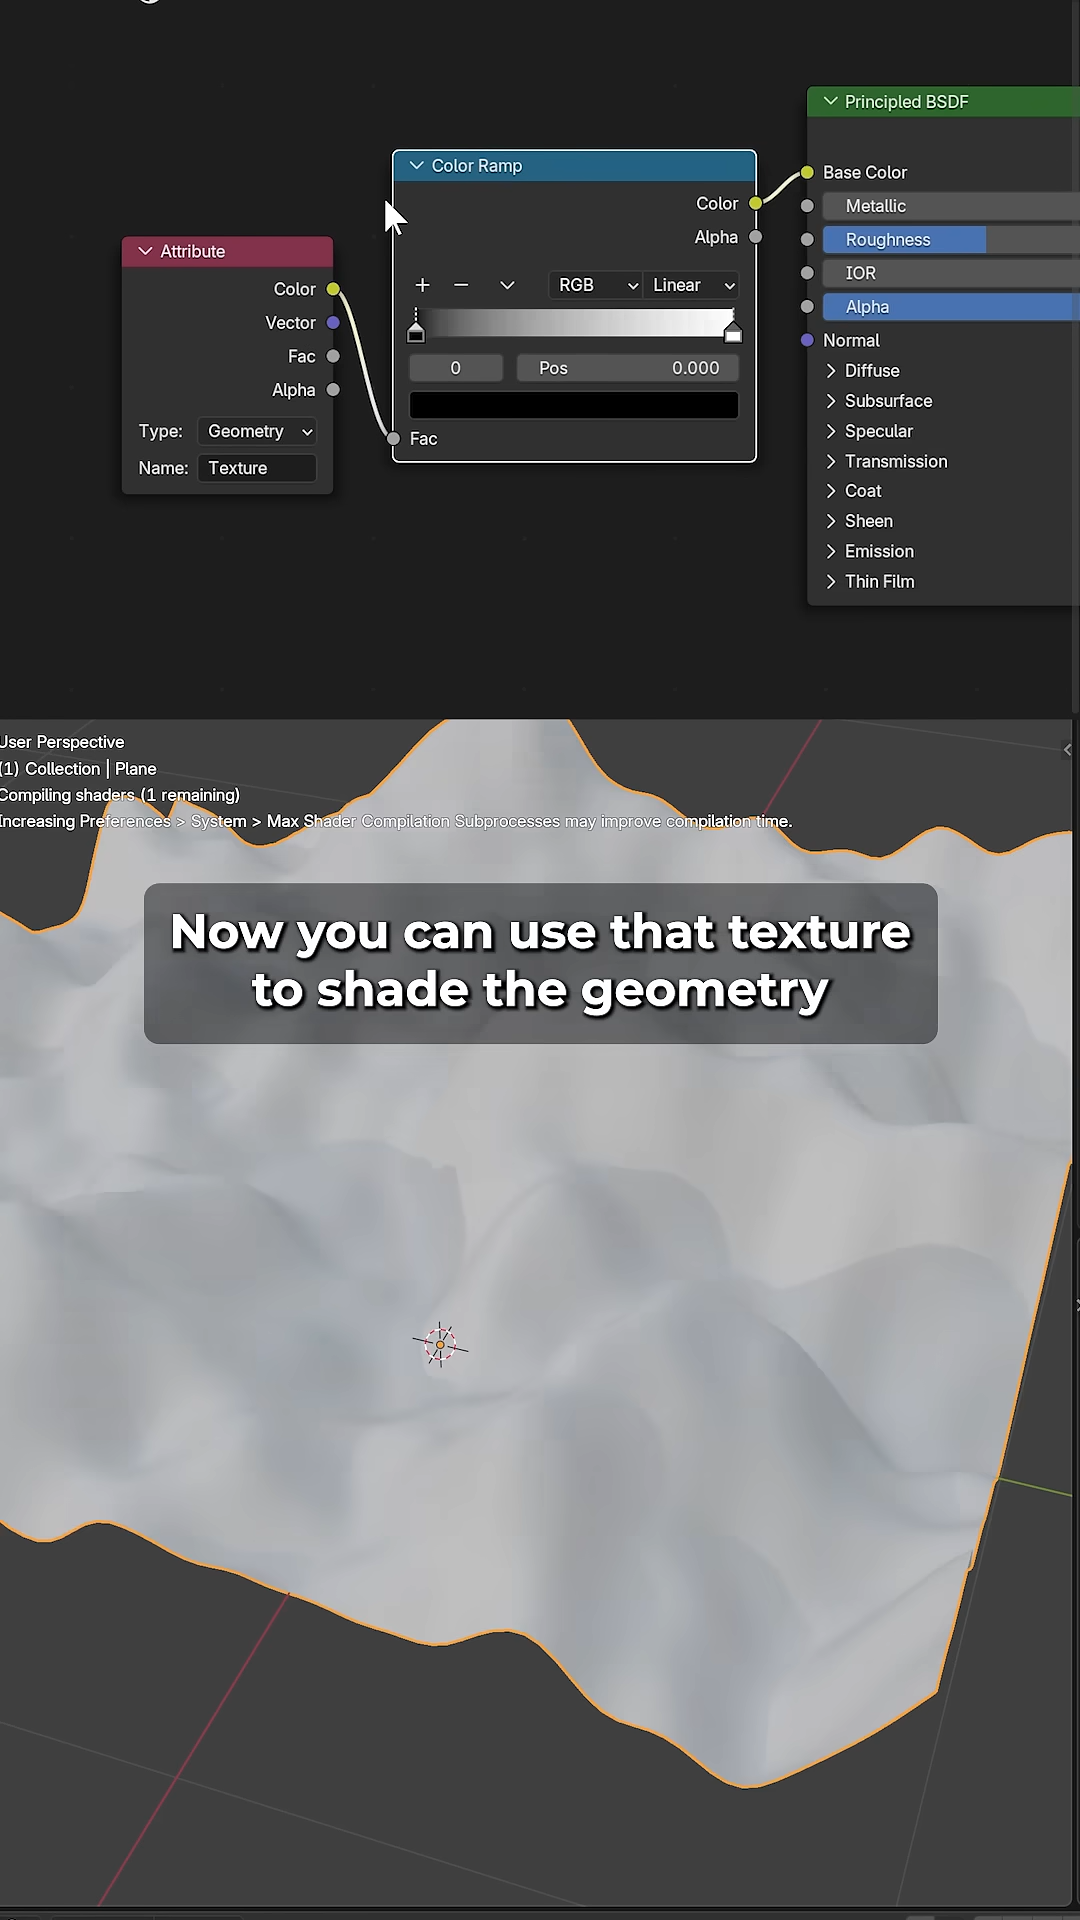 Principled BSDF
Color Ramp
Base Color
Color
Metallic
Alpha
Roughness
Attribute
IOR
Color
RGB
Linear
Alpha
Vector
Normal
Fac
0
Pos
0.000
Diffuse
Alpha
Subsurface
Type:
Geometry
Fac
Specular
Name:
Texture
Transmission
Coat
Sheen
Emission
Thin Film
User Perspective
(1) Collection | Plane
Compiling shaders (1 remaining)
Increasing Preferences > System > Max Shader Compilation Subprocesses may improve compilation time.
Now you can use that texture
to shade the geometry